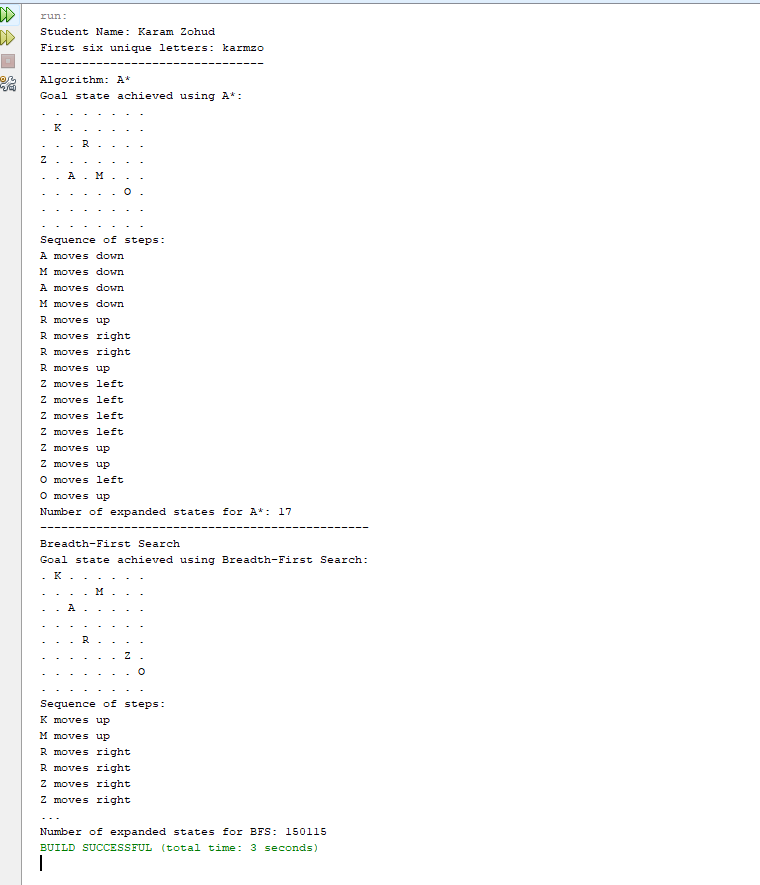 run:
Student Name: Karam Zohud
First six unique letters: karmzo
--------------------------------
Algorithm: A*
Goal state achieved using A*:
. . . . . . . .
. K . . . . . .
. . . R . . . .
Z . . . . . . .
. . A . M . . .
. . . . . . O .
. . . . . . . .
. . . . . . . .
Sequence of steps:
A moves down
M moves down
A moves down
M moves down
R moves up
R moves right
R moves right
R moves up
Z moves left
Z moves left
Z moves left
Z moves left
Z moves up
Z moves up
O moves left
O moves up
Number of expanded states for A*: 17
-----------------------------------------------
Breadth-First Search
Goal state achieved using Breadth-First Search:
. K . . . . . .
. . . . M . . .
. . A . . . . .
. . . . . . . .
. . . R . . . .
. . . . . . Z .
. . . . . . . O
. . . . . . . .
Sequence of steps:
K moves up
M moves up
R moves right
R moves right
Z moves right
Z moves right
...
Number of expanded states for BFS: 150115
BUILD SUCCESSFUL (total time: 3 seconds)